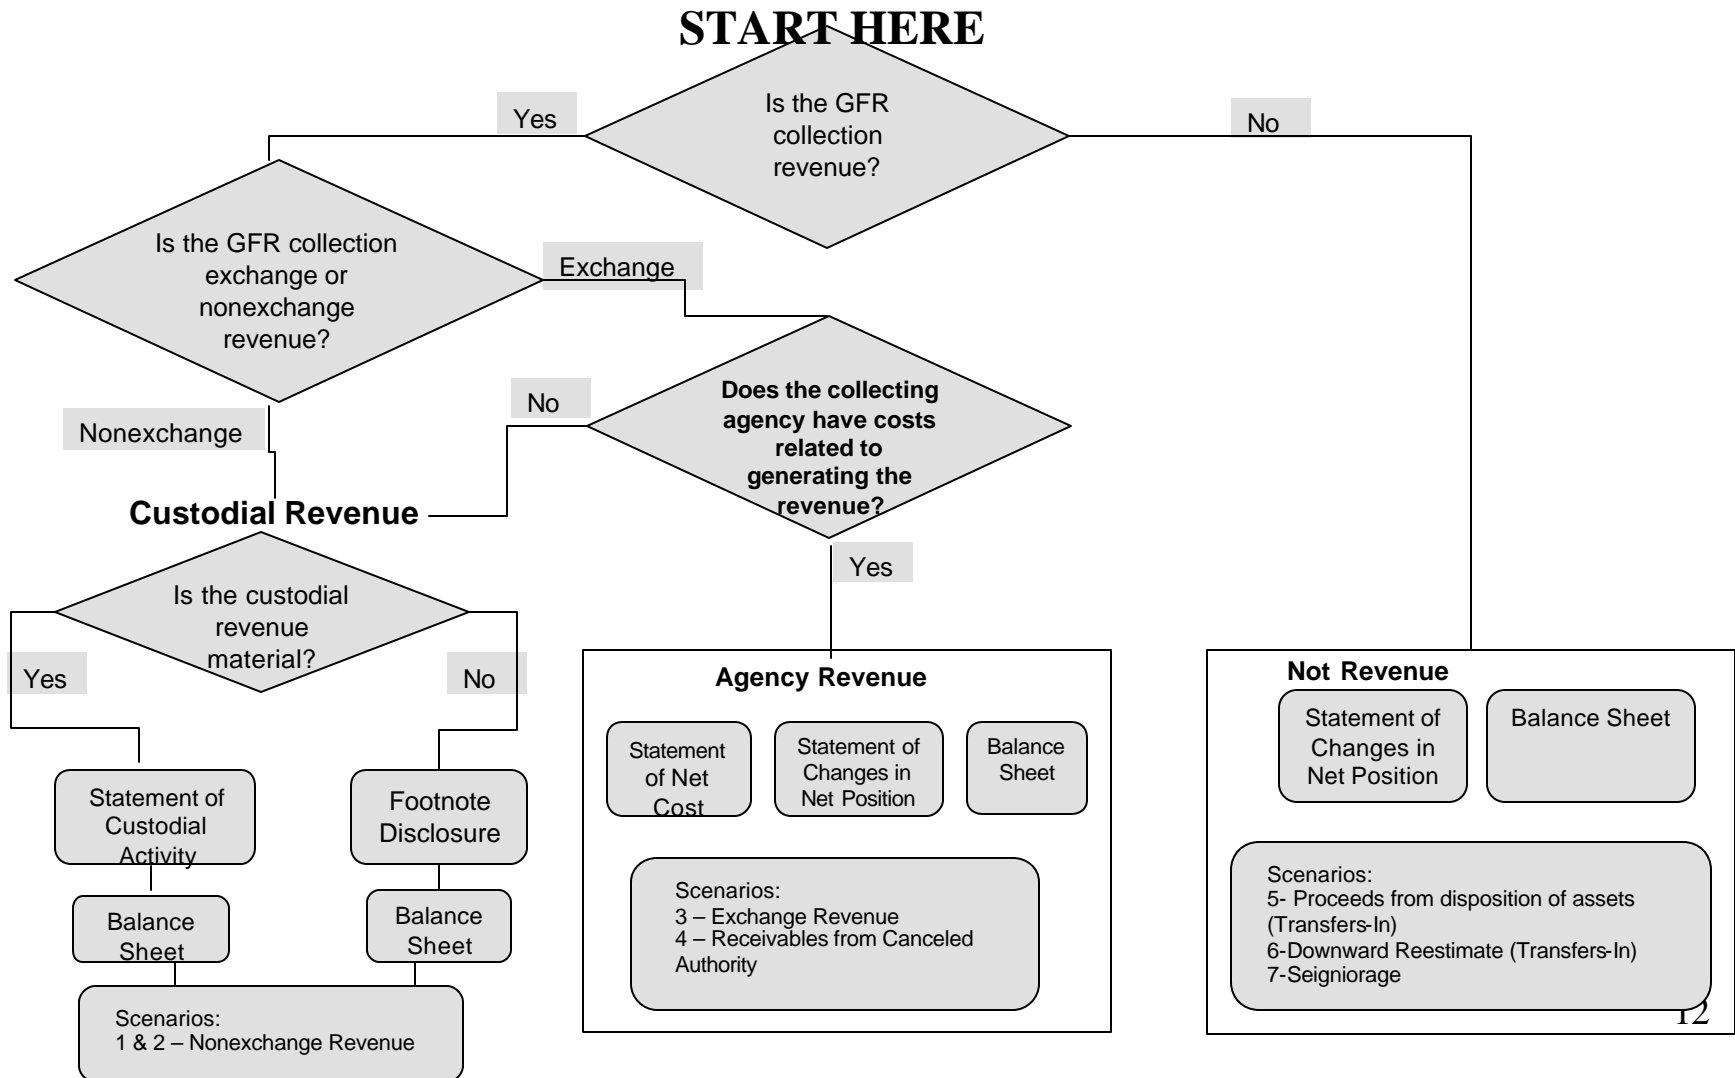 START HERE
Is the GFR
collection
revenue?
Yes
No
Is the GFR collection
exchange or
nonexchange
revenue?
Exchange
Nonexchange
Does the collecting
agency have costs
related to
generating the
revenue?
No
Yes
Custodial Revenue
Is the custodial
revenue
material?
Yes
No
Statement of
Custodial
Activity
Footnote
Disclosure
Balance
Sheet
Balance
Sheet
Scenarios:
1 & 2 – Nonexchange Revenue
Agency Revenue
Statement
of Net
Cost
Statement of
Changes in
Net Position
Balance
Sheet
Scenarios:
3 – Exchange Revenue
4 – Receivables from Canceled
Authority
Not Revenue
Statement of
Changes in
Net Position
Balance Sheet
Scenarios:
5- Proceeds from disposition of assets
(Transfers-In)
6-Downward Reestimate (Transfers-In)
7-Seigniorage
12